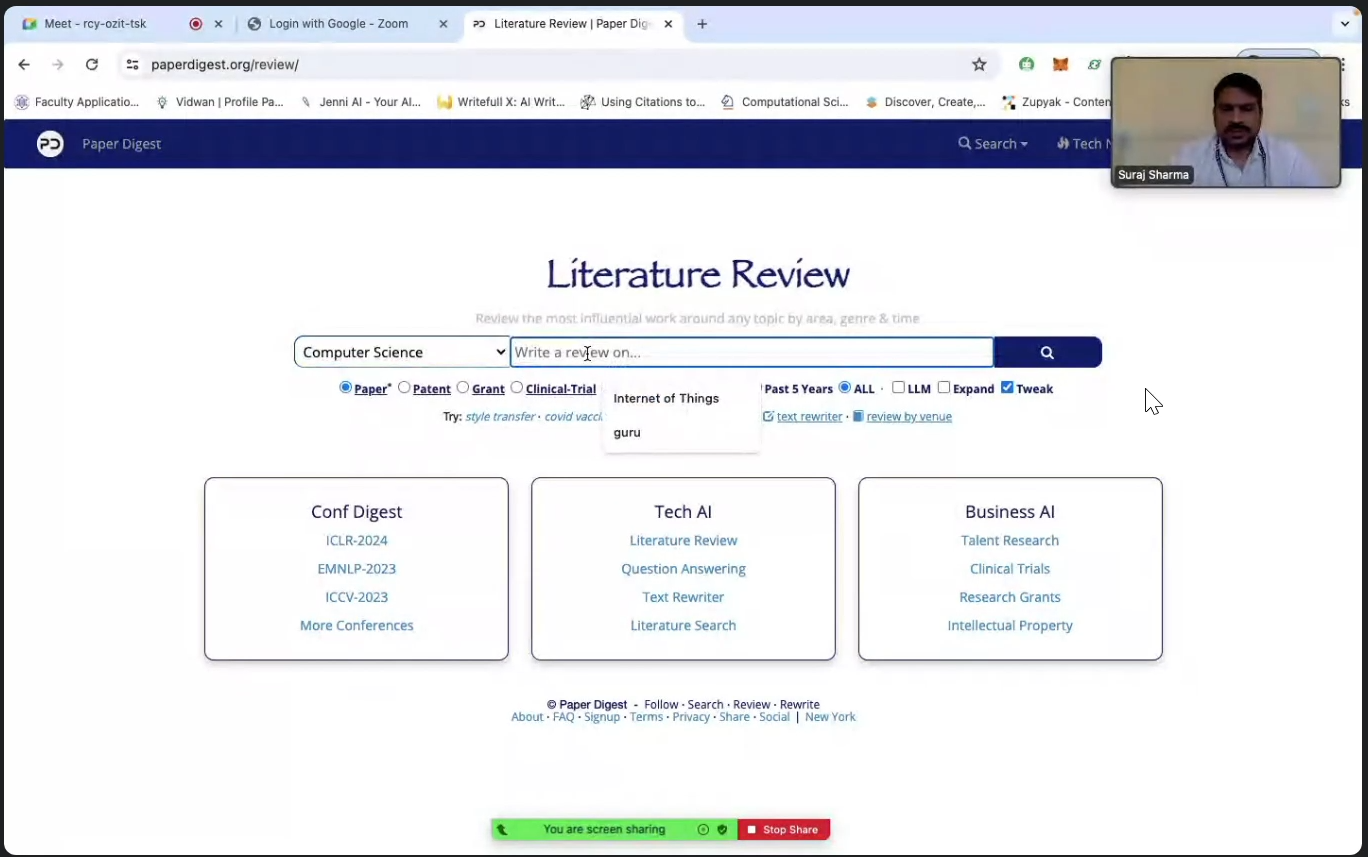 Meet - rcy-ozit-tsk
Login with Google - Zoom
Literature Review | Paper Dig
paperdigest.org/review/
Faculty Applicatio...
Vidwan | Profile Pa...
Jenni AI - Your AI...
Writefull X: AI Writ...
Using Citations to...
Computational Sci...
Discover, Create,...
Zupyak - Conten
ks
PD Paper Digest
Search
Tech N
Suraj Sharma
Literature Review
Review the most influential work around any topic by area, genre & time
Computer Science
Write a review on...
Paper* Patent Grant Clinical-Trial Past 5 Years ALL · LLM Expand Tweak
Internet of Things
guru
Try: style transfer · covid vacci text rewriter · review by venue
Conf Digest
ICLR-2024
EMNLP-2023
ICCV-2023
More Conferences
Tech AI
Literature Review
Question Answering
Text Rewriter
Literature Search
Business AI
Talent Research
Clinical Trials
Research Grants
Intellectual Property
© Paper Digest - Follow · Search · Review · Rewrite
About · FAQ · Signup · Terms · Privacy · Share · Social | New York
You are screen sharing
Stop Share